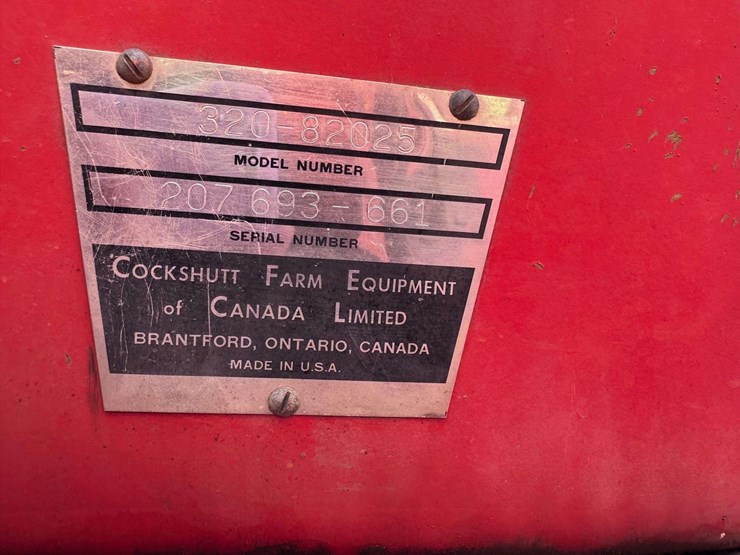 320-82025
MODEL NUMBER
207 693-661
SERIAL NUMBER
COCKSHUTT FARM EQUIPMENT
of CANADA LIMITED
BRANTFORD, ONTARIO, CANADA
MADE IN U.S.A.